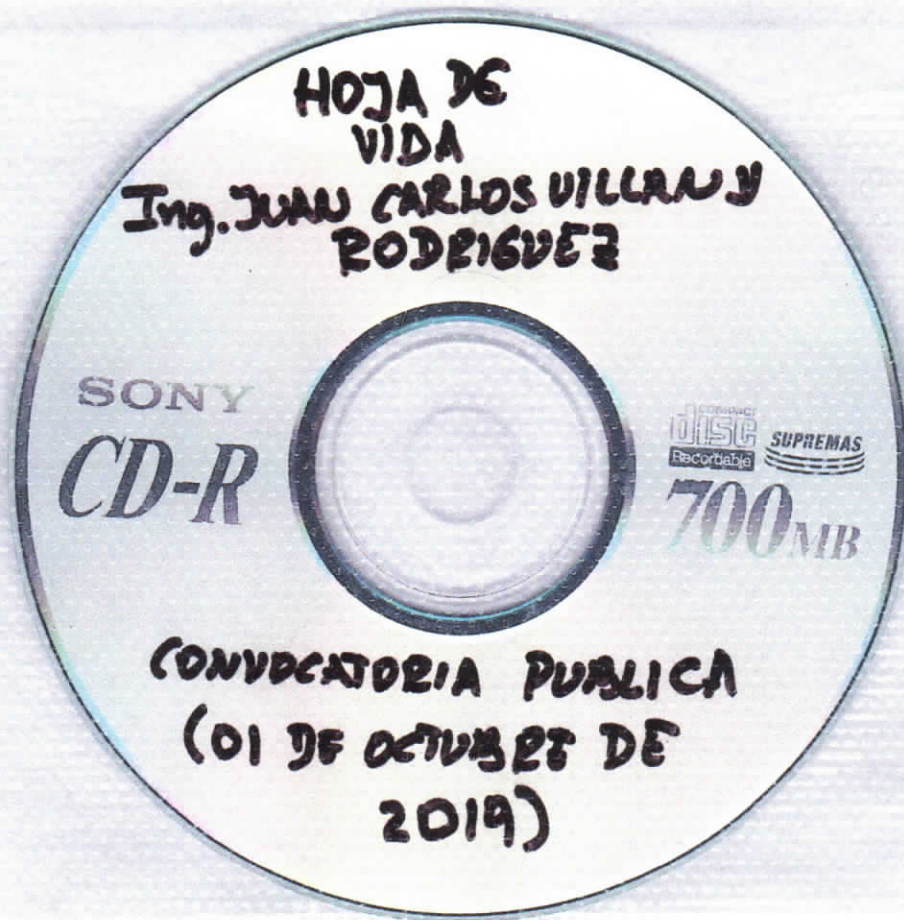 HOJA DE
VIDA
Ing. JUAN CARLOS VILLAN Y
RODRIGUEZ
SONY
CD-R
COMPACT
disc
Recordable
SUPREMAS
700MB
CONVOCATORIA PUBLICA
(01 DE OCTUBRE DE
2019)